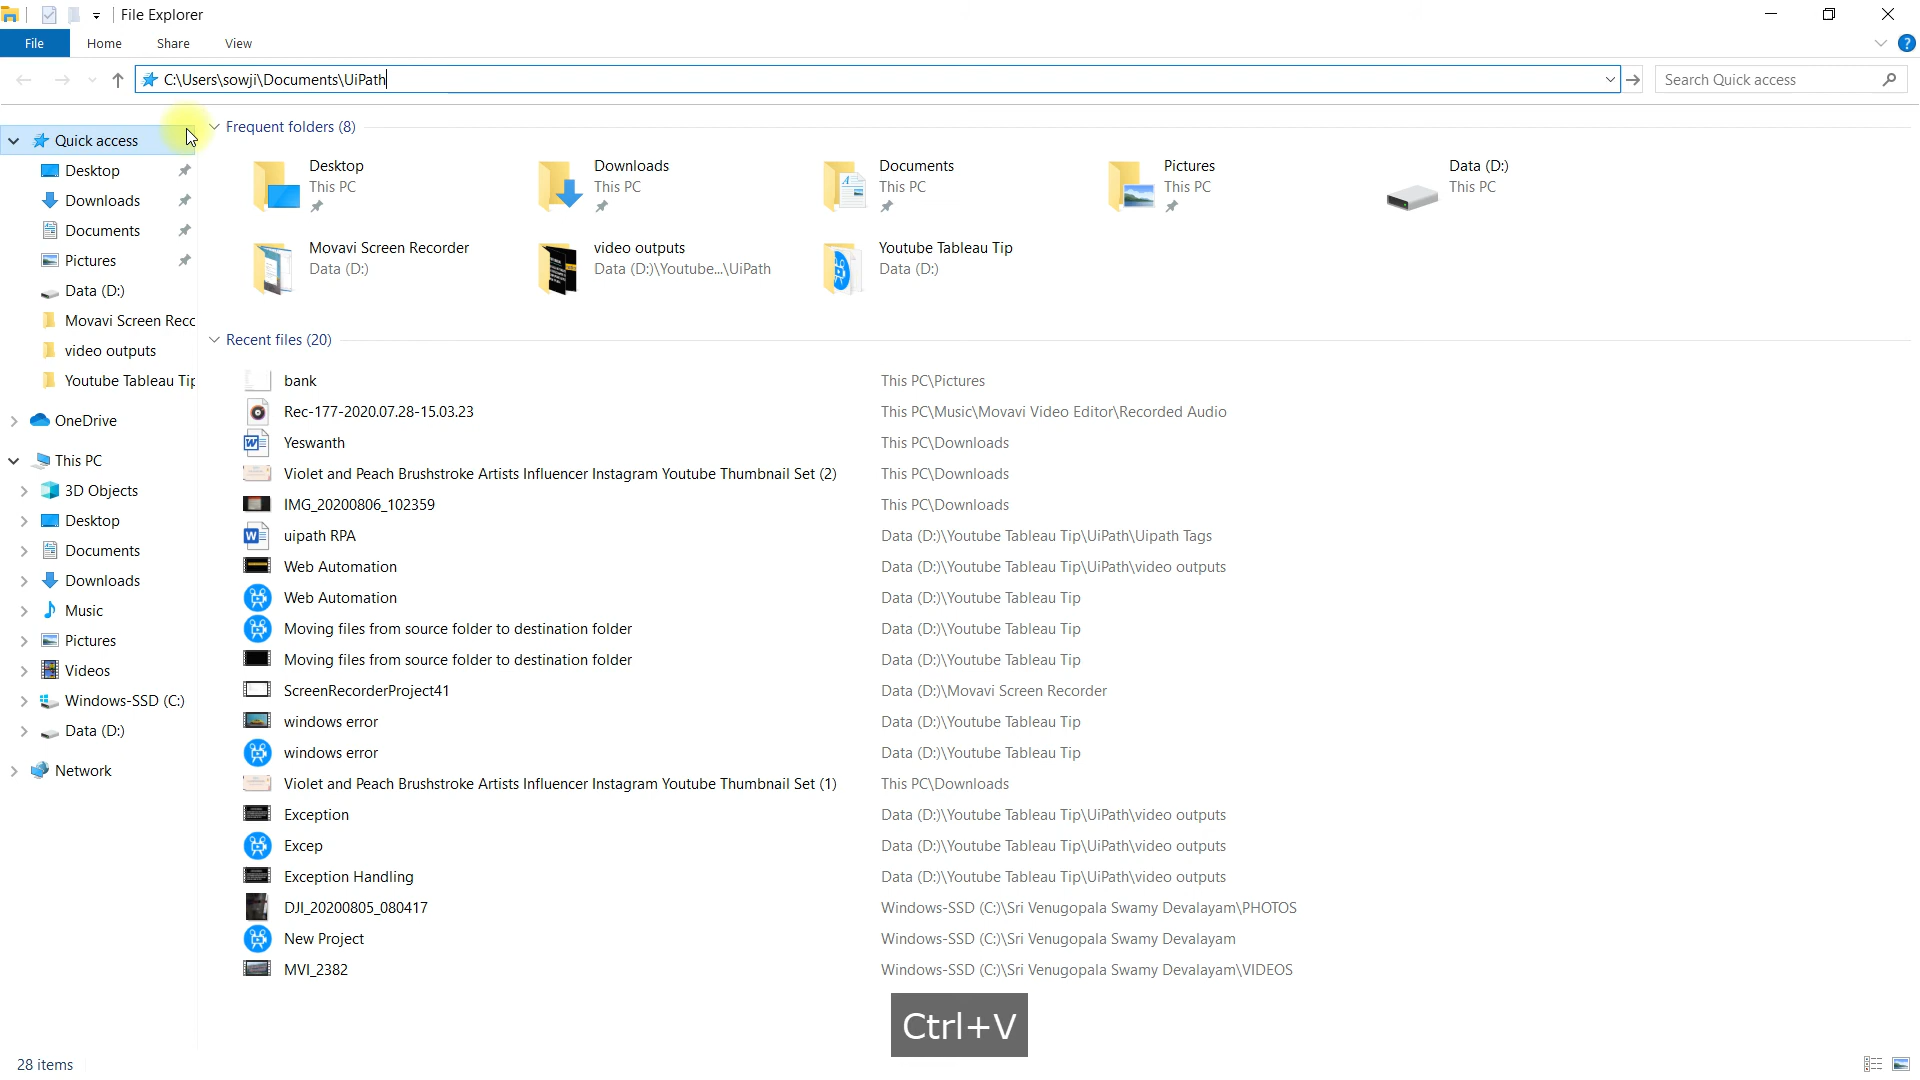 File Explorer
File Home Share View
C:\Users\sowji\Documents\UiPath
Search Quick access
Quick access
Desktop
Downloads
Documents
Pictures
Data (D:)
Movavi Screen Rec
video outputs
Youtube Tableau Tip
OneDrive
This PC
3D Objects
Desktop
Documents
Downloads
Music
Pictures
Videos
Windows-SSD (C:)
Data (D:)
Network
Frequent folders (8)
Desktop
This PC
Downloads
This PC
Documents
This PC
Pictures
This PC
Data (D:)
This PC
Movavi Screen Recorder
Data (D:)
video outputs
Data (D:)\Youtube...\UiPath
Youtube Tableau Tip
Data (D:)
Recent files (20)
bank This PC\Pictures
Rec-177-2020.07.28-15.03.23 This PC\Music\Movavi Video Editor\Recorded Audio
Yeswanth This PC\Downloads
Violet and Peach Brushstroke Artists Influencer Instagram Youtube Thumbnail Set (2) This PC\Downloads
IMG_20200806_102359 This PC\Downloads
uipath RPA Data (D:)\Youtube Tableau Tip\UiPath\Uipath Tags
Web Automation Data (D:)\Youtube Tableau Tip\UiPath\video outputs
Web Automation Data (D:)\Youtube Tableau Tip
Moving files from source folder to destination folder Data (D:)\Youtube Tableau Tip
Moving files from source folder to destination folder Data (D:)\Youtube Tableau Tip
ScreenRecorderProject41 Data (D:)\Movavi Screen Recorder
windows error Data (D:)\Youtube Tableau Tip
windows error Data (D:)\Youtube Tableau Tip
Violet and Peach Brushstroke Artists Influencer Instagram Youtube Thumbnail Set (1) This PC\Downloads
Exception Data (D:)\Youtube Tableau Tip\UiPath\video outputs
Excep Data (D:)\Youtube Tableau Tip\UiPath\video outputs
Exception Handling Data (D:)\Youtube Tableau Tip\UiPath\video outputs
DJI_20200805_080417 Windows-SSD (C:)\Sri Venugopala Swamy Devalayam\PHOTOS
New Project Windows-SSD (C:)\Sri Venugopala Swamy Devalayam
MVI_2382 Windows-SSD (C:)\Sri Venugopala Swamy Devalayam\VIDEOS
Ctrl+V
28 items